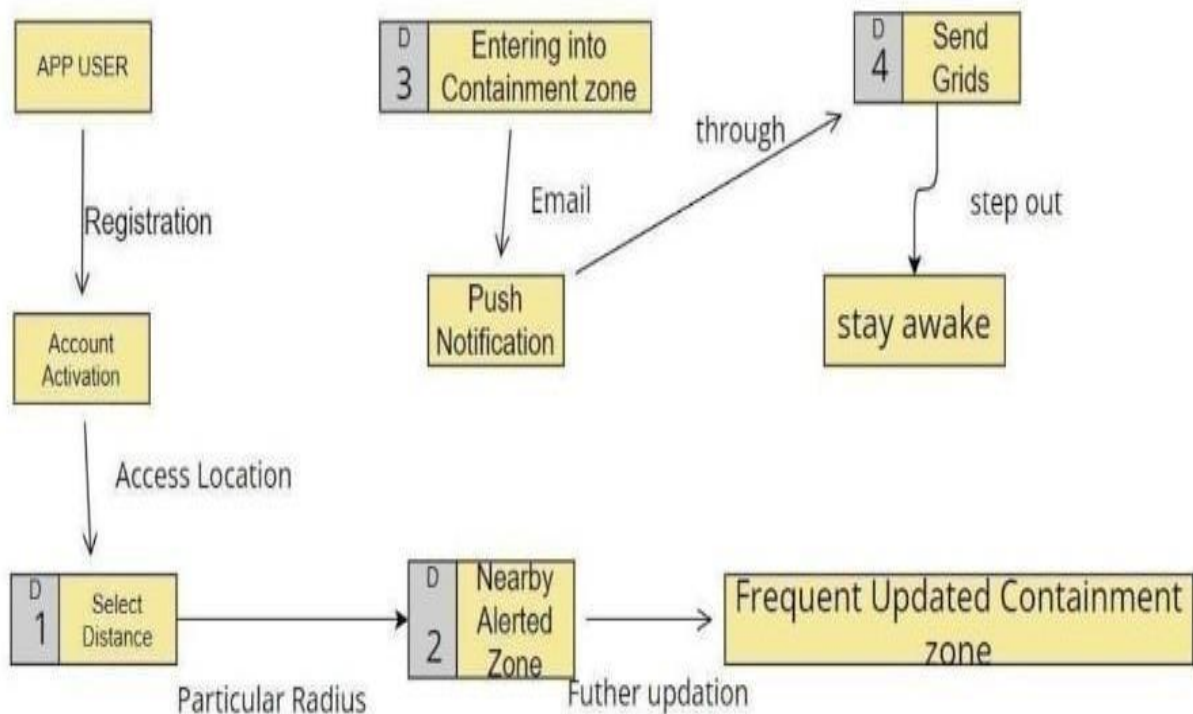 APP USER
Registration
Account
Activation
Access Location
D
1
Select
Distance
Particular Radius
D
2
Nearby
Alerted
Zone
Futher updation
Frequent Updated Containment
zone
D
3
Entering into
Containment zone
Email
Push
Notification
through
D
4
Send
Grids
step out
stay awake